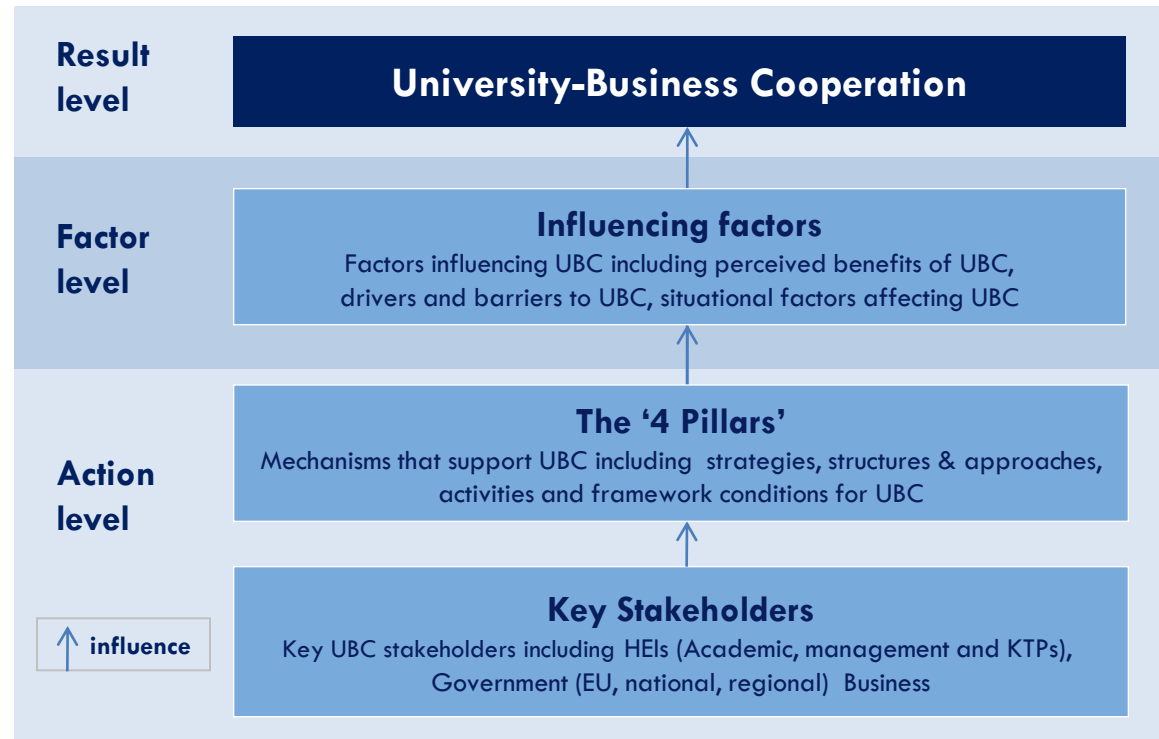 Result
level
University-Business Cooperation
Factor
level
Influencing factors
Factors influencing UBC including perceived benefits of UBC,
drivers and barriers to UBC, situational factors affecting UBC
Action
level
The ‘4 Pillars’
Mechanisms that support UBC including strategies, structures & approaches,
activities and framework conditions for UBC
Key Stakeholders
Key UBC stakeholders including HEIs (Academic, management and KTPs),
Government (EU, national, regional) Business
influence